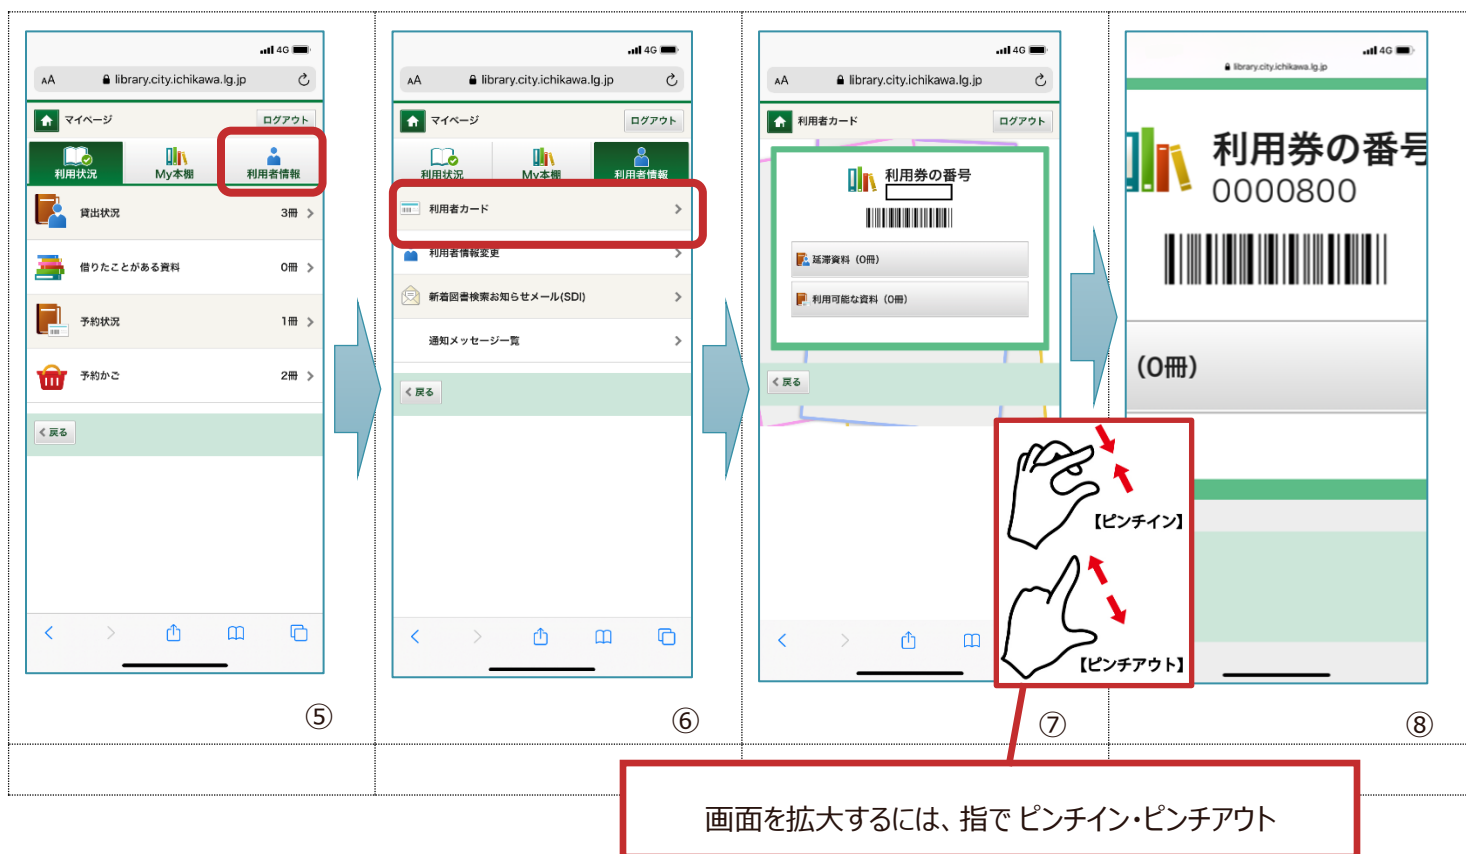 4G
AA library.city.ichikawa.lg.jp
マイページ
ログアウト
利用状況
My本棚
利用者情報
貸出状況
3冊
借りたことがある資料
0冊
予約状況
1冊
予約かご
2冊
戻る
⑤
4G
AA library.city.ichikawa.lg.jp
マイページ
ログアウト
利用状況
My本棚
利用者情報
利用者カード
利用者情報変更
新着図書検索お知らせメール(SDI)
通知メッセージ一覧
戻る
⑥
4G
AA library.city.ichikawa.lg.jp
利用者カード
ログアウト
利用券の番号
延滞資料（0冊）
利用可能な資料（0冊）
戻る
【ピンチイン】
【ピンチアウト】
⑦
4G
library.city.ichikawa.lg.jp
利用券の番号
0000800
（0冊）
⑧
画面を拡大するには、指で ピンチイン・ピンチアウト